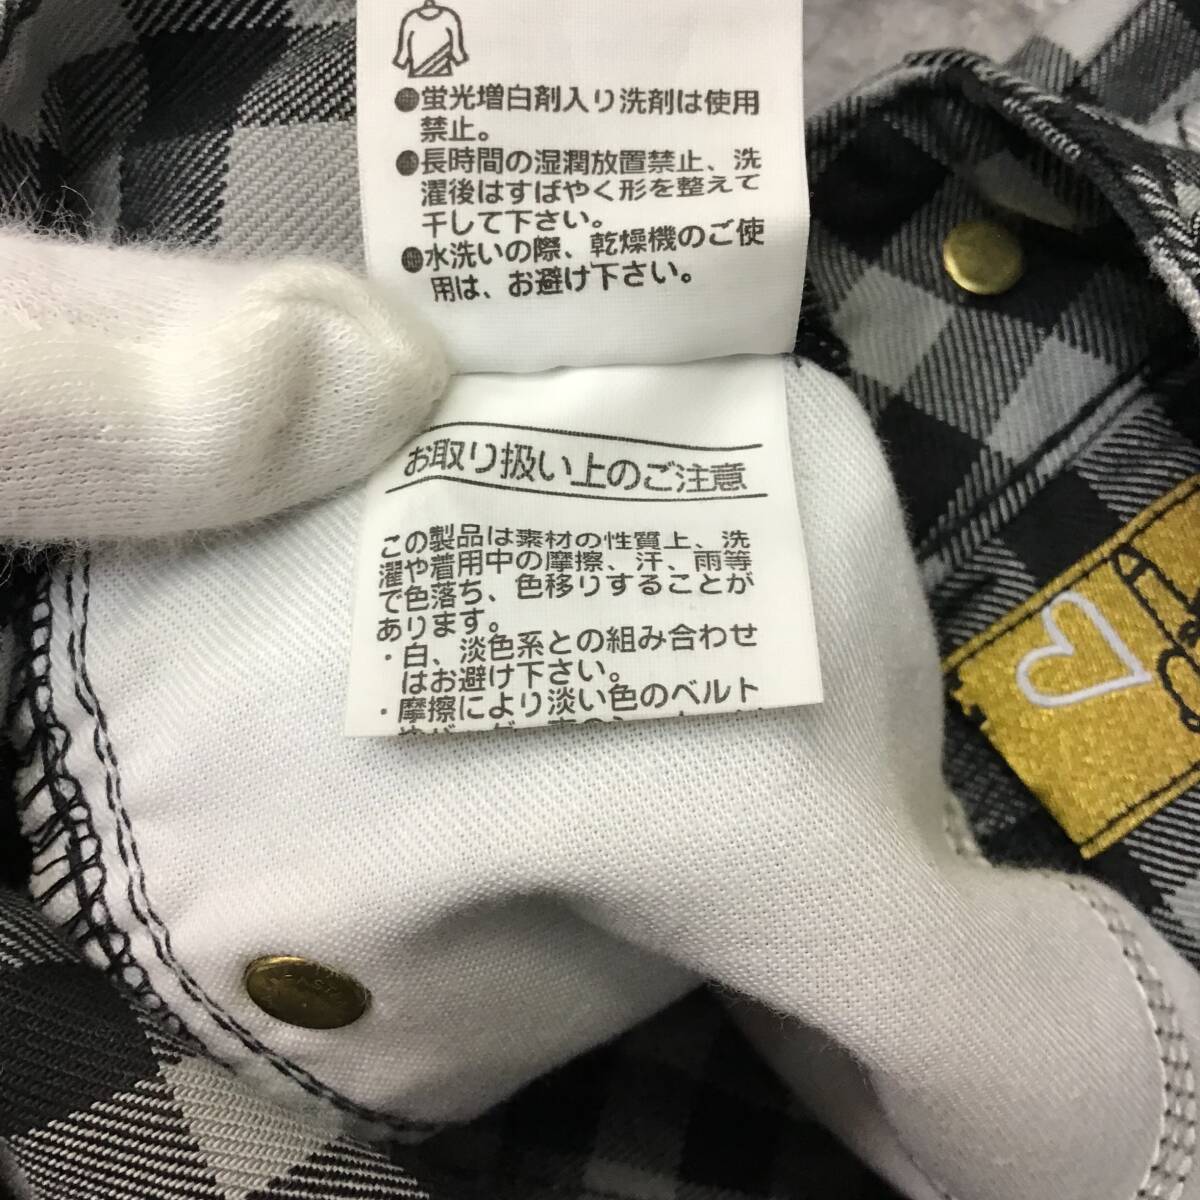 ●蛍光増白剤入り洗剤は使用
禁止。
●長時間の湿潤放置禁止、洗
濯後はすばやく形を整えて
干して下さい。
●水洗いの際、乾燥機のご使
用は、お避け下さい。
お取り扱い上のご注意
この製品は素材の性質上、洗
濯や着用中の摩擦、汗、雨等
で色落ち、色移りすることが
あります。
・白、淡色系との組み合わせ
はお避け下さい。
・摩擦により淡い色のベルト